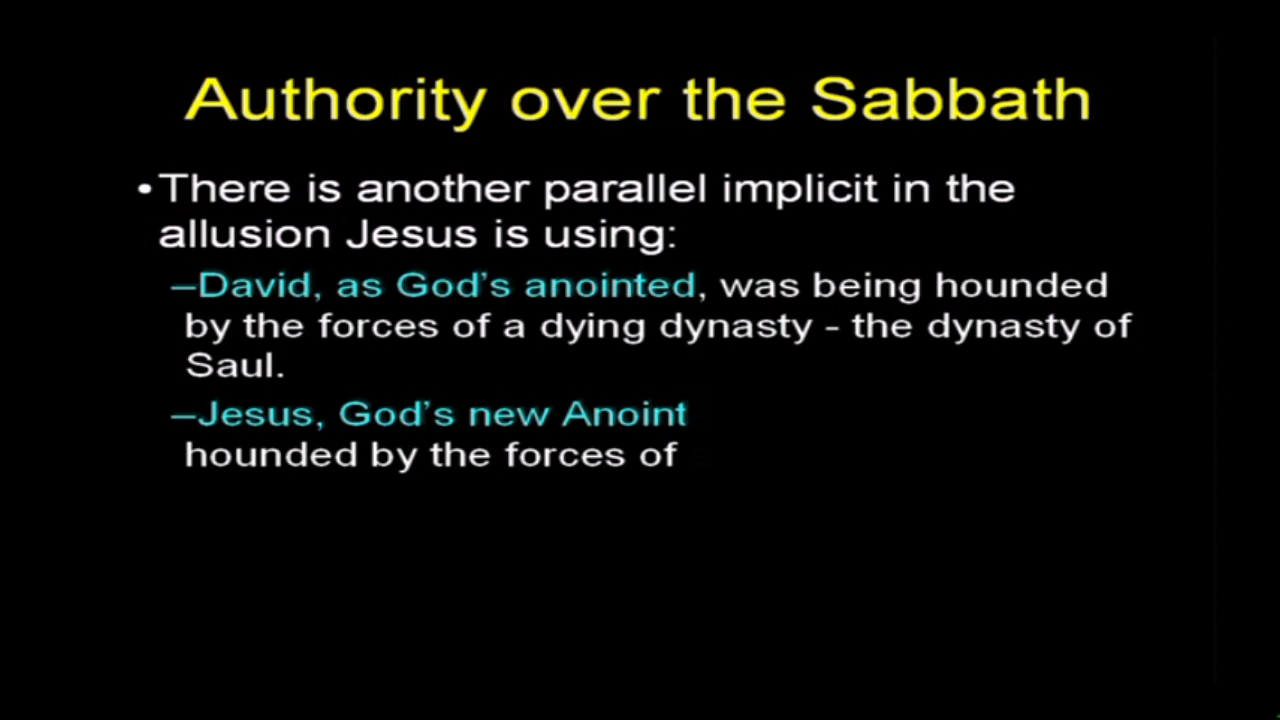 Authority over the Sabbath
•There is another parallel implicit in the
allusion Jesus is using:
–David, as God's anointed, was being hounded
by the forces of a dying dynasty - the dynasty of
Saul.
–Jesus, God's new Anoint
hounded by the forces of